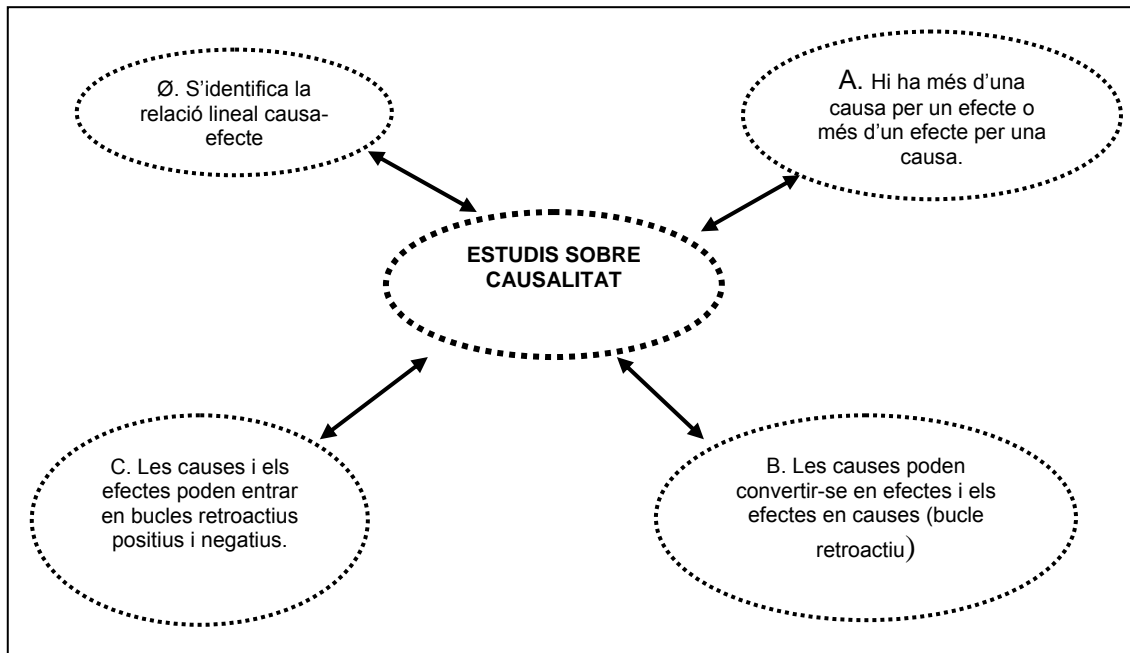 Ø. S’identifica la
relació lineal causa-
efecte
A. Hi ha més d’una
causa per un efecte o
més d’un efecte per una
causa.
ESTUDIS SOBRE
CAUSALITAT
C. Les causes i els
efectes poden entrar
en bucles retroactius
positius i negatius.
B. Les causes poden
convertir-se en efectes i els
efectes en causes (bucle
retroactiu)